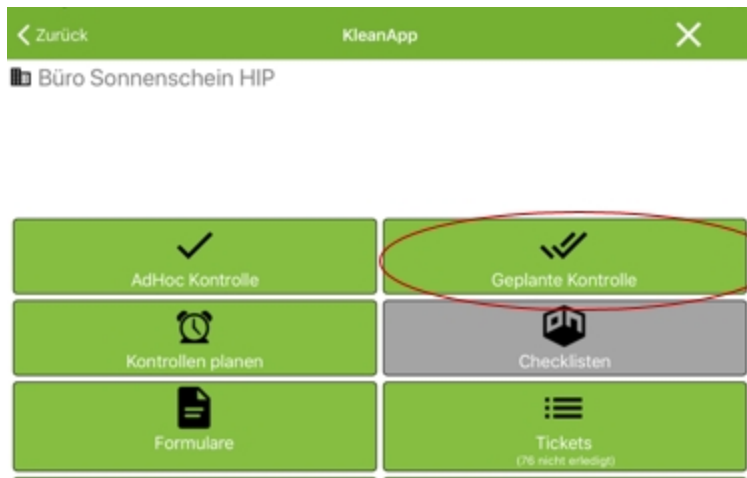 Zurück KleanApp
Büro Sonnenschein HIP
AdHoc Kontrolle Geplante Kontrolle
Kontrollen planen Checklisten
Formulare Tickets
(76 nicht erledigt)